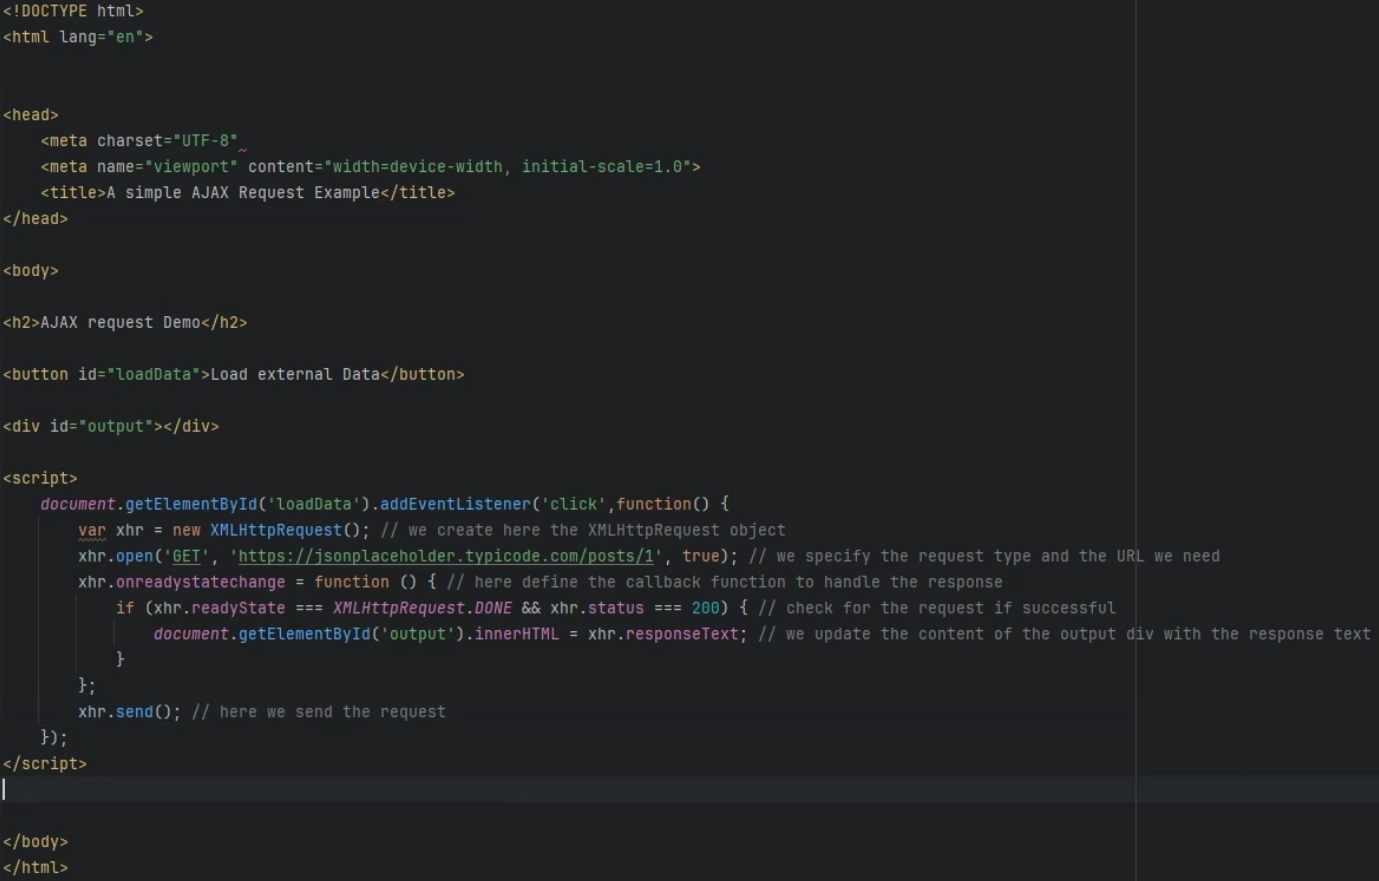 <!DOCTYPE html>
<html lang="en">
<head>
    <meta charset="UTF-8"
    <meta name="viewport" content="width=device-width, initial-scale=1.0">
    <title>A simple AJAX Request Example</title>
</head>
<body>
<h2>AJAX request Demo</h2>
<button id="loadData">Load external Data</button>
<div id="output"></div>
<script>
    document.getElementById('loadData').addEventListener('click',function() {
        var xhr = new XMLHttpRequest(); // we create here the XMLHttpRequest object
        xhr.open('GET', 'https://jsonplaceholder.typicode.com/posts/1', true); // we specify the request type and the URL we need
        xhr.onreadystatechange = function () { // here define the callback function to handle the response
            if (xhr.readyState === XMLHttpRequest.DONE && xhr.status === 200) { // check for the request if successful
                document.getElementById('output').innerHTML = xhr.responseText; // we update the content of the output div with the response text
            }
        };
        xhr.send(); // here we send the request
    });
</script>
</body>
</html>